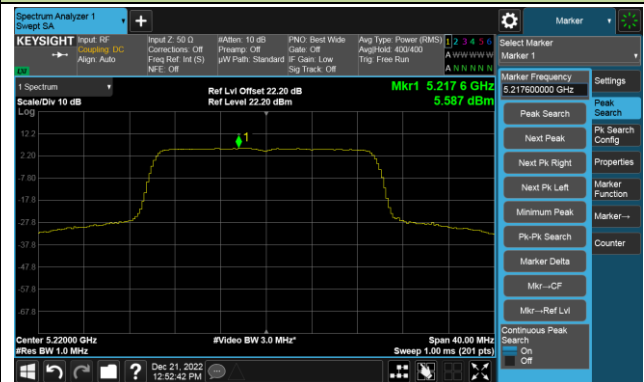 Spectrum Analyzer 1
Swept SA
Marker
KEYSIGHT
Input: RF
Coupling: DC
Align: Auto
Input Z: 50 Ω
Corrections: Off
Freq Ref: Int (S)
NFE: Off
#Atten: 10 dB
Preamp: Off
µW Path: Standard
PNO: Best Wide
Gate: Off
IF Gain: Low
Sig Track: Off
Avg Type: Power (RMS)
Avg|Hold: 400/400
Trig: Free Run
1 2 3 4 5 6
A W W W W W
A N N N N N
LXI
Select Marker
Marker 1
1 Spectrum
Scale/Div 10 dB
Log
Ref Lvl Offset 22.20 dB
Ref Level 22.20 dBm
Mkr1 5.217 6 GHz
5.587 dBm
1
12.2
2.20
-7.80
-17.8
-27.8
-37.8
-47.8
-57.8
-67.8
Center 5.22000 GHz
#Res BW 1.0 MHz
#Video BW 3.0 MHz*
Span 40.00 MHz
Sweep 1.00 ms (201 pts)
Marker Frequency
5.217600000 GHz
Peak Search
Next Peak
Next Pk Right
Next Pk Left
Minimum Peak
Pk-Pk Search
Marker Delta
Mkr→CF
Mkr→Ref Lvl
Continuous Peak
Search
On
Off
Settings
Peak
Search
Pk Search
Config
Properties
Marker
Function
Marker→
Counter
Dec 21, 2022
12:52:42 PM